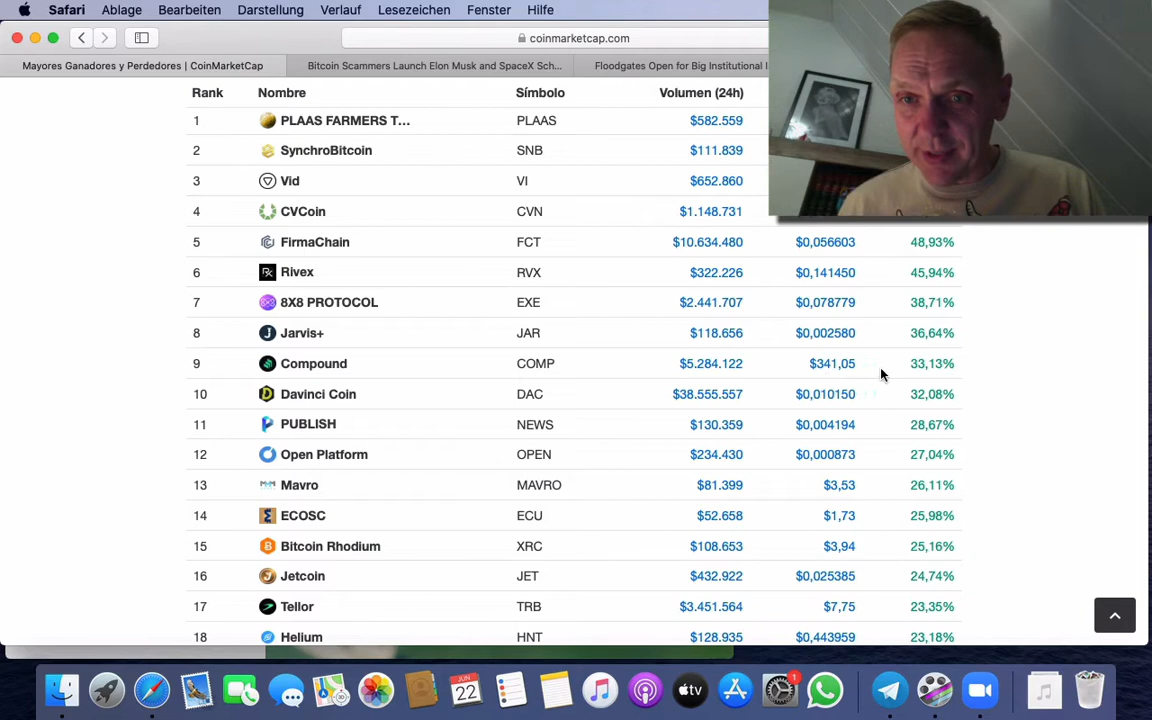 Safari Ablage Bearbeiten Darstellung Verlauf Lesezeichen Fenster Hilfe
coinmarketcap.com
Mayores Ganadores y Perdedores | CoinMarketCap Bitcoin Scammers Launch Elon Musk and SpaceX Sch... Floodgates Open for Big Institutional
Rank Nombre Símbolo Volumen (24h)
1 PLAAS FARMERS T... PLAAS $582.559
2 SynchroBitcoin SNB $111.839
3 Vid VI $652.860
4 CVCoin CVN $1.148.731
5 FirmaChain FCT $10.634.480 $0,056603 48,93%
6 Rivex RVX $322.226 $0,141450 45,94%
7 8X8 PROTOCOL EXE $2.441.707 $0,078779 38,71%
8 Jarvis+ JAR $118.656 $0,002580 36,64%
9 Compound COMP $5.284.122 $341,05 33,13%
10 Davinci Coin DAC $38.555.557 $0,010150 32,08%
11 PUBLISH NEWS $130.359 $0,004194 28,67%
12 Open Platform OPEN $234.430 $0,000873 27,04%
13 Mavro MAVRO $81.399 $3,53 26,11%
14 ECOSC ECU $52.658 $1,73 25,98%
15 Bitcoin Rhodium XRC $108.653 $3,94 25,16%
16 Jetcoin JET $432.922 $0,025385 24,74%
17 Tellor TRB $3.451.564 $7,75 23,35%
18 Helium HNT $128.935 $0,443959 23,18%
JUN
22
tv
1